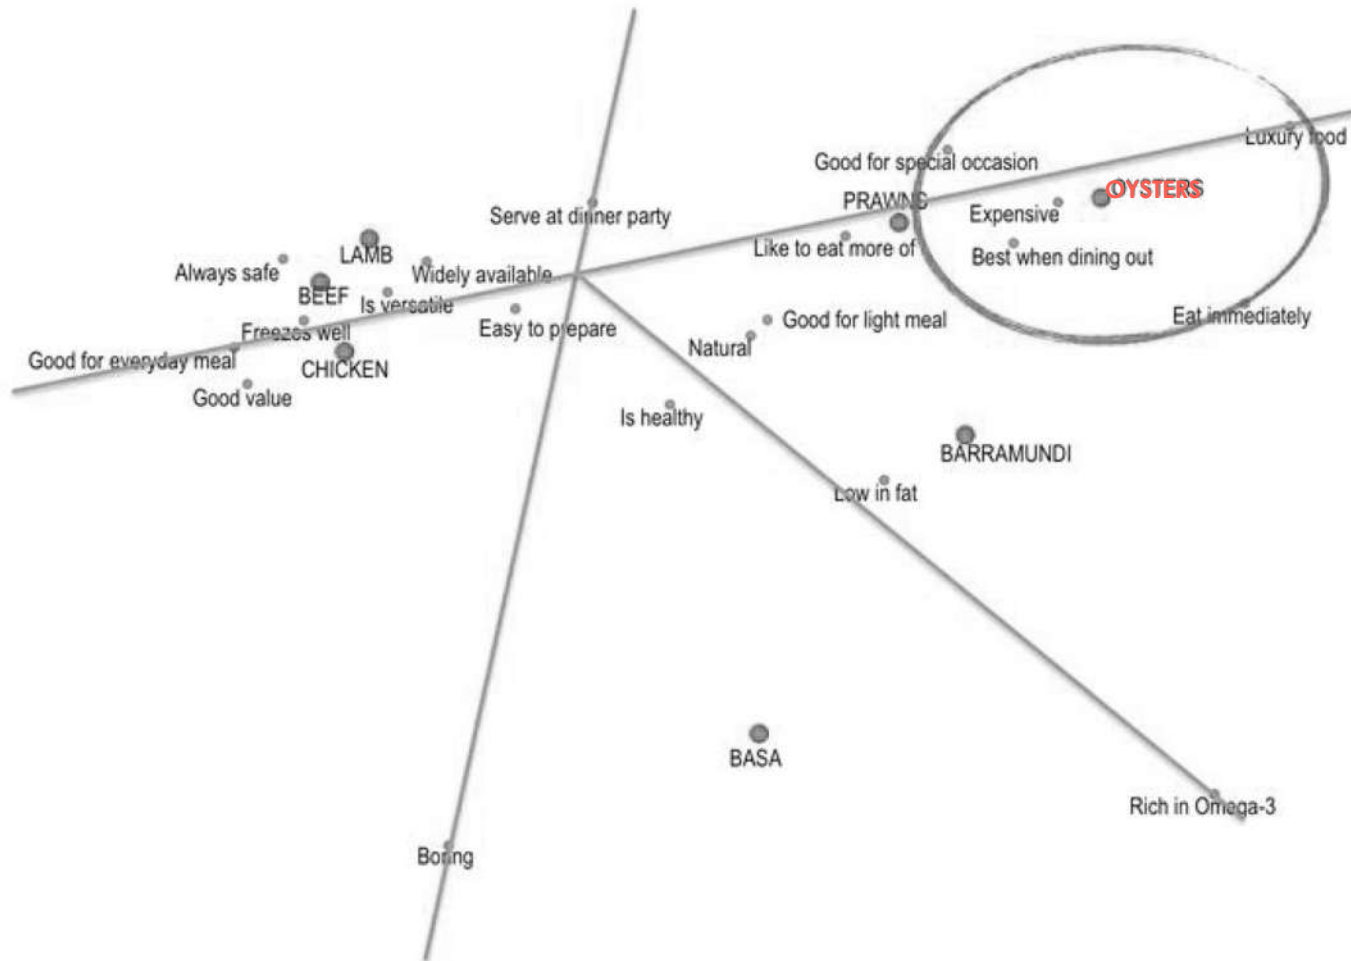 Luxury food
Good for special occasion
OYSTERS
PRAWNS
Expensive
Serve at dinner party
Like to eat more of
Best when dining out
LAMB
Always safe
Widely available
BEEF
Is versatile
Eat immediately
Good for light meal
Easy to prepare
Freezes well
Natural
Good for everyday meal
CHICKEN
Good value
Is healthy
BARRAMUNDI
Low in fat
BASA
Rich in Omega-3
Boring